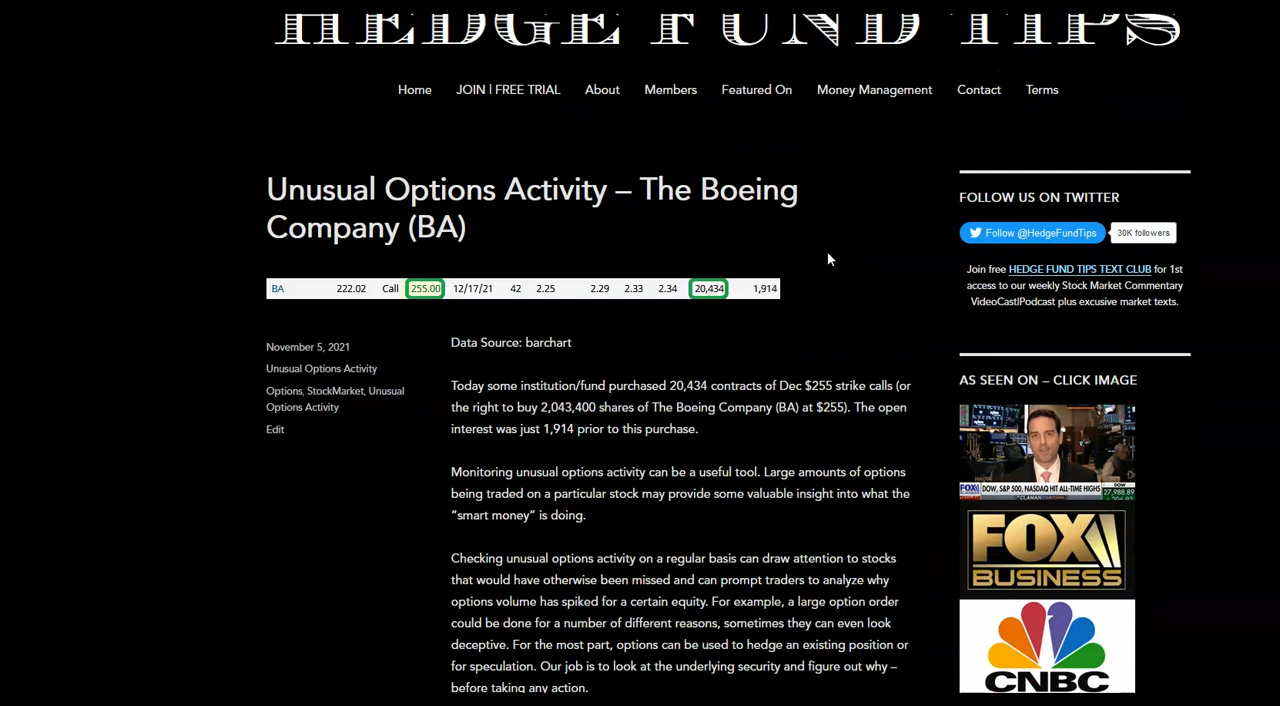 HEDGE FUND TIPS
Home JOIN | FREE TRIAL About Members Featured On Money Management Contact Terms
Unusual Options Activity – The Boeing
Company (BA)
BA 222.02 Call 255.00 12/17/21 42 2.25 2.29 2.33 2.34 20,434 1,914
November 5, 2021
Unusual Options Activity
Options, StockMarket, Unusual
Options Activity
Edit
Data Source: barchart
Today some institution/fund purchased 20,434 contracts of Dec $255 strike calls (or
the right to buy 2,043,400 shares of The Boeing Company (BA) at $255). The open
interest was just 1,914 prior to this purchase.
Monitoring unusual options activity can be a useful tool. Large amounts of options
being traded on a particular stock may provide some valuable insight into what the
“smart money” is doing.
Checking unusual options activity on a regular basis can draw attention to stocks
that would have otherwise been missed and can prompt traders to analyze why
options volume has spiked for a certain equity. For example, a large option order
could be done for a number of different reasons, sometimes they can even look
deceptive. For the most part, options can be used to hedge an existing position or
for speculation. Our job is to look at the underlying security and figure out why –
before taking any action.
FOLLOW US ON TWITTER
Follow @HedgeFundTips 30K followers
Join free HEDGE FUND TIPS TEXT CLUB for 1st
access to our weekly Stock Market Commentary
VideoCast|Podcast plus excusive market texts.
AS SEEN ON – CLICK IMAGE
DOW, S&P 500, NASDAQ HIT ALL-TIME HIGHS
DOW
27,988.89
FOX
BUSINESS
CNBC